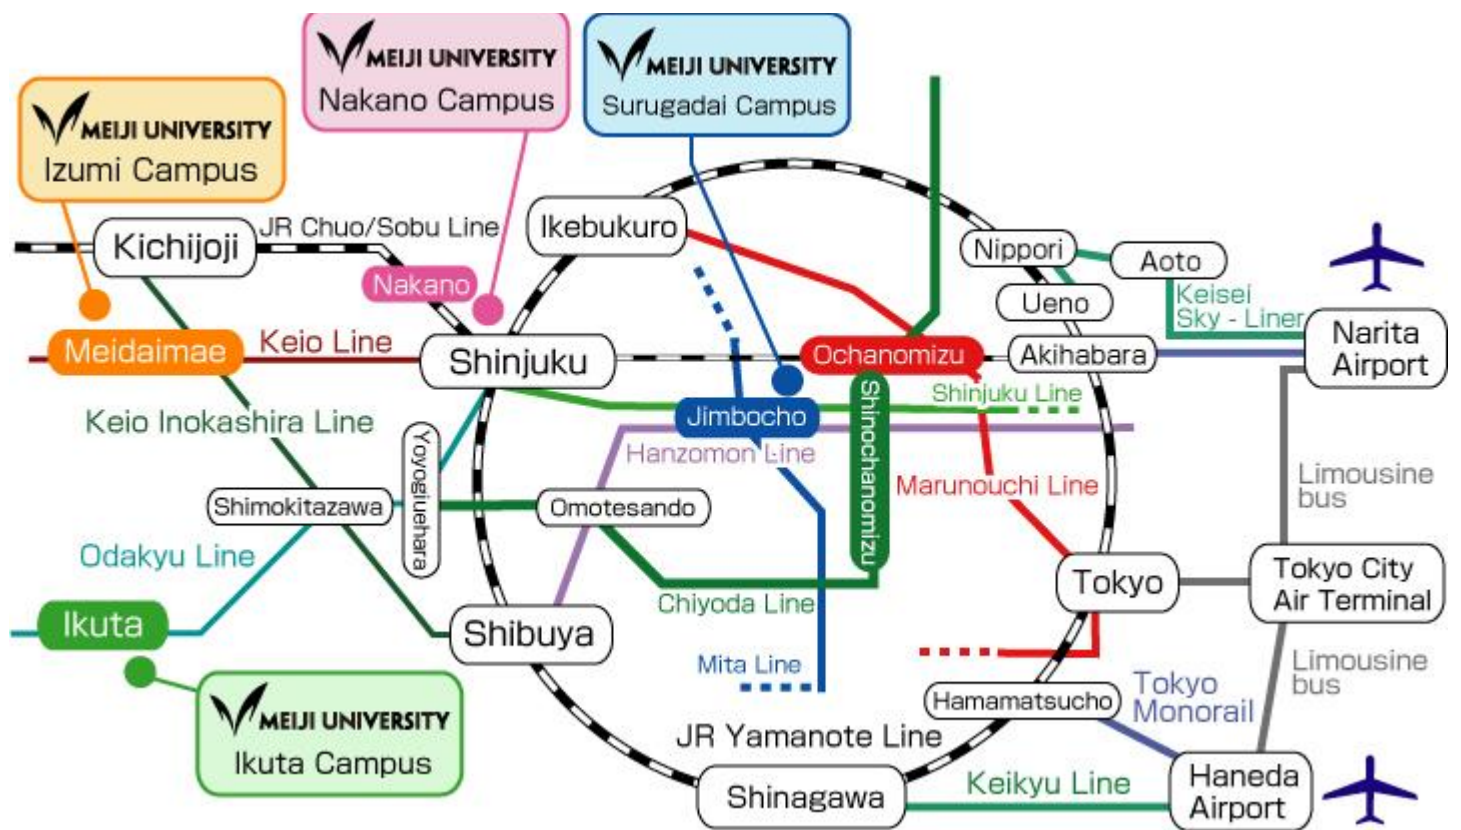 MEIJI UNIVERSITY
Nakano Campus
MEIJI UNIVERSITY
Surugadai Campus
MEIJI UNIVERSITY
Izumi Campus
Kichijoji
JR Chuo/Sobu Line
Ikebukuro
Nippori
Aoto
Nakano
Ueno
Keisei
Sky - Liner
Narita
Airport
Meidaimae
Keio Line
Shinjuku
Ochanomizu
Akihabara
Shinjuku Line
Keio Inokashira Line
Jimbocho
Shinochanomizu
Hanzomon Line
Yoyogiuehara
Marunouchi Line
Limousine
bus
Shimokitazawa
Omotesando
Odakyu Line
Tokyo
Tokyo City
Air Terminal
Chiyoda Line
Ikuta
Shibuya
Mita Line
Limousine
bus
Hamamatsucho
Tokyo
Monorail
MEIJI UNIVERSITY
Ikuta Campus
JR Yamanote Line
Shinagawa
Keikyu Line
Haneda
Airport